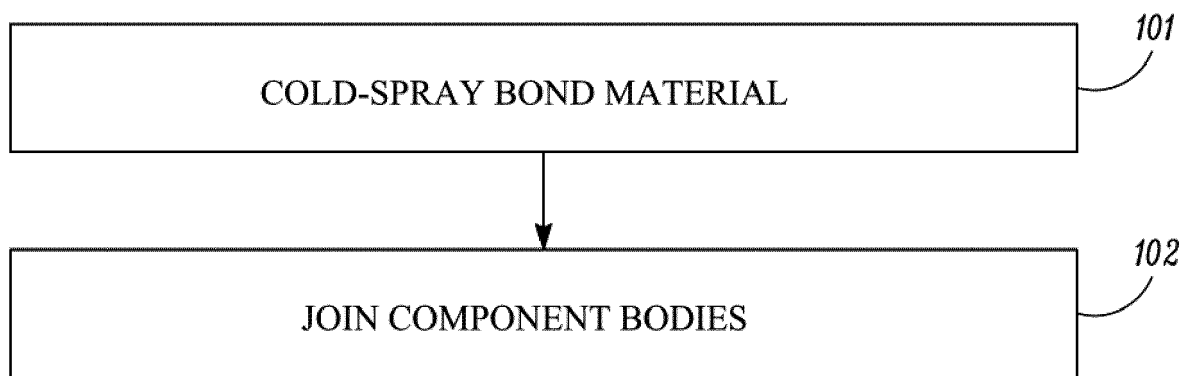 101
COLD-SPRAY BOND MATERIAL
102
JOIN COMPONENT BODIES